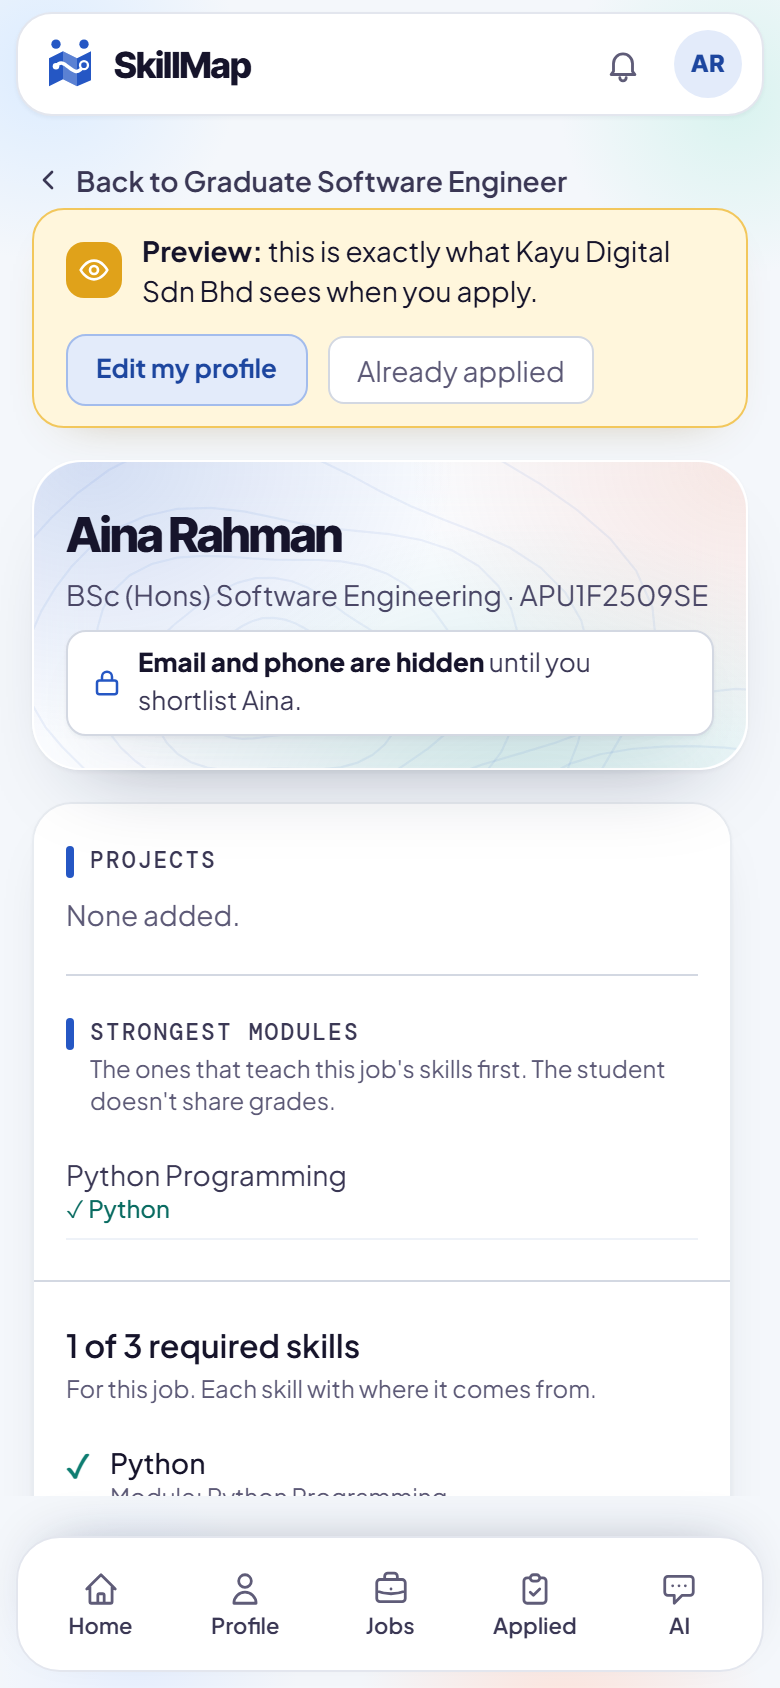 SkillMap
AR
Back to Graduate Software Engineer
Preview: this is exactly what Kayu Digital
Sdn Bhd sees when you apply.
Edit my profile
Already applied
Aina Rahman
BSc (Hons) Software Engineering · APU1F2509SE
Email and phone are hidden until you
shortlist Aina.
PROJECTS
None added.
STRONGEST MODULES
The ones that teach this job's skills first. The student
doesn't share grades.
Python Programming
✓ Python
1 of 3 required skills
For this job. Each skill with where it comes from.
✓ Python
Module: Python Programming
Home
Profile
Jobs
Applied
AI